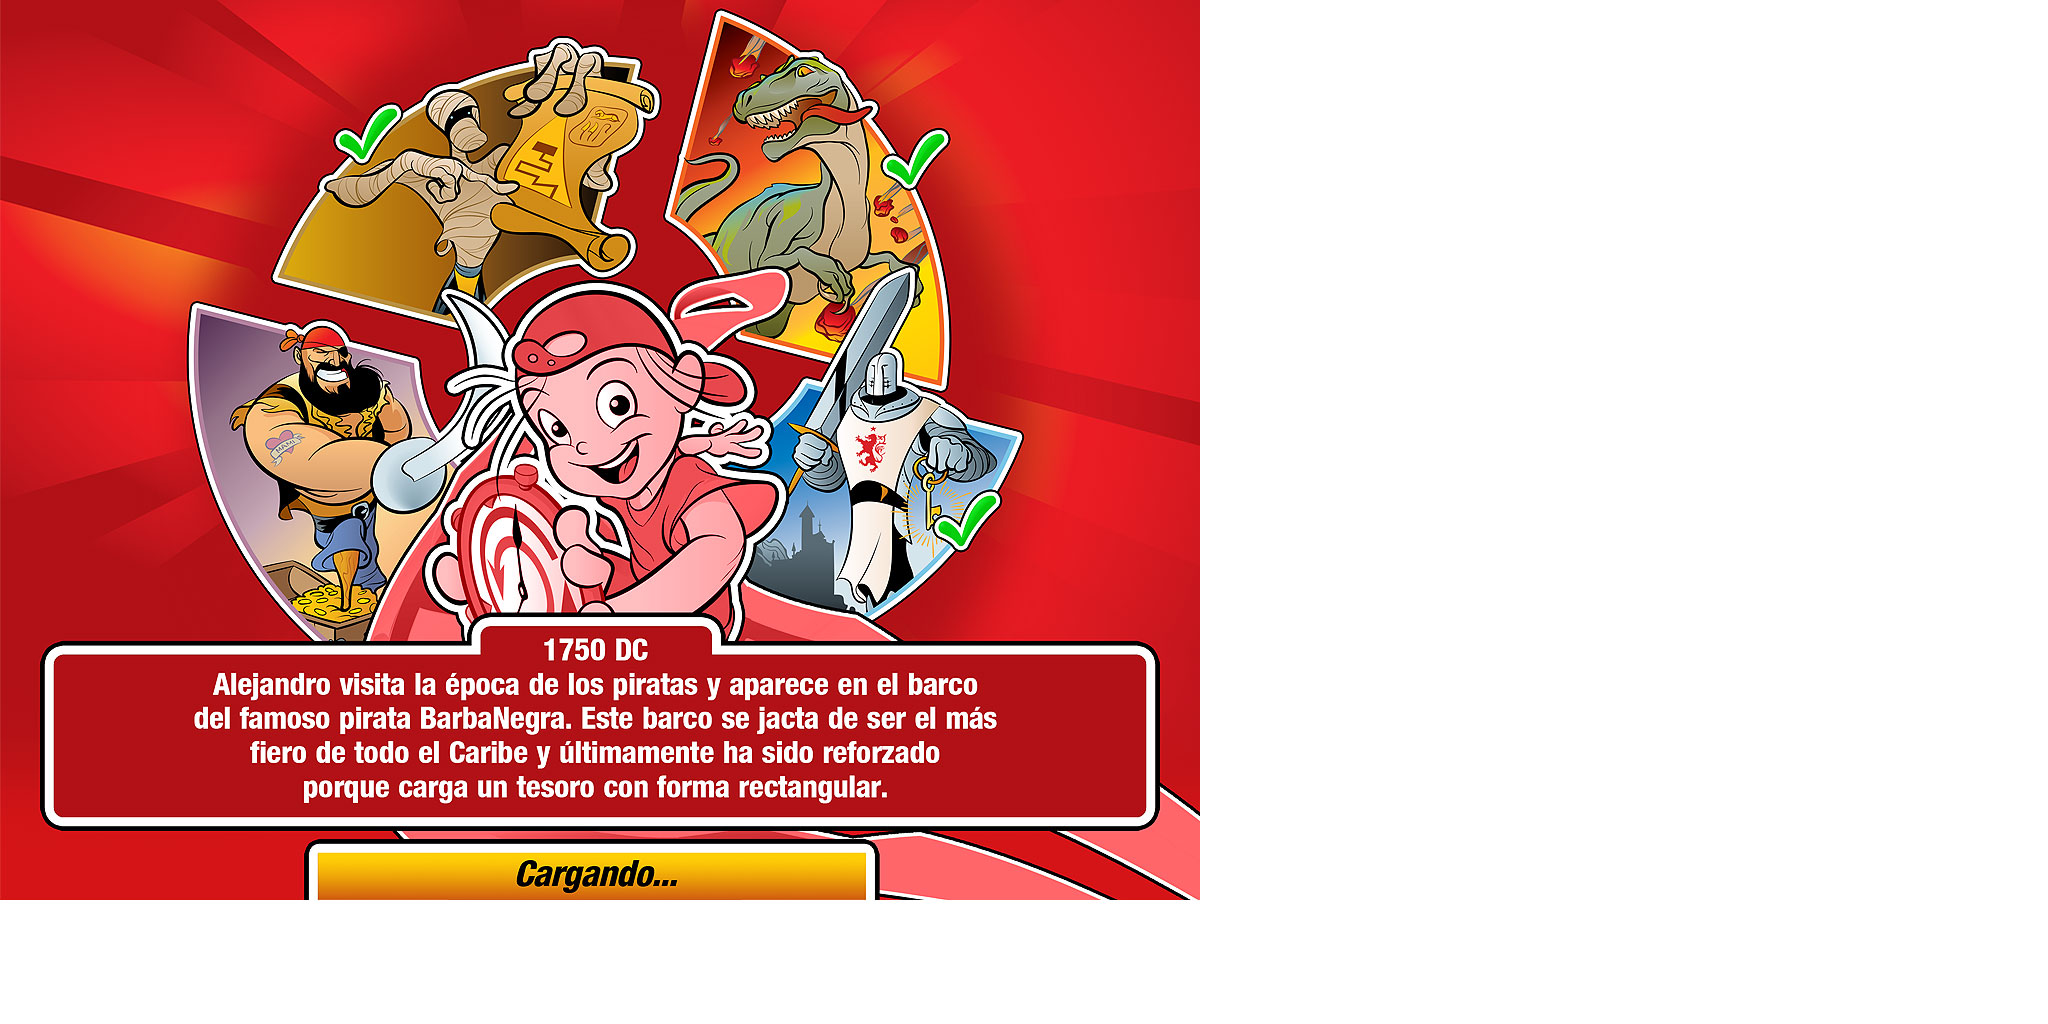 MAMI
1750 DC
Alejandro visita la época de los piratas y aparece en el barco
del famoso pirata BarbaNegra. Este barco se jacta de ser el más
fiero de todo el Caribe y últimamente ha sido reforzado
porque carga un tesoro con forma rectangular.
Cargando...